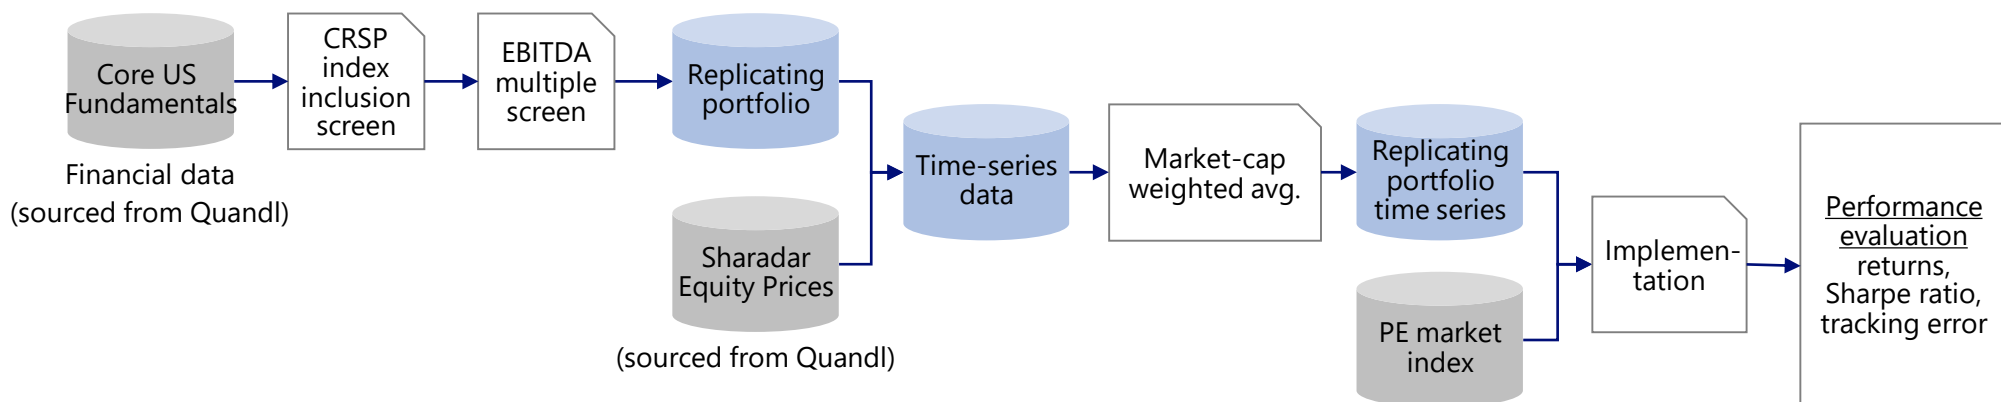 Core US
Fundamentals
Financial data
(sourced from Quandl)
CRSP
index
inclusion
screen
EBITDA
multiple
screen
Replicating
portfolio
Sharadar
Equity Prices
(sourced from Quandl)
Time-series
data
Market-cap
weighted avg.
Replicating
portfolio
time series
PE market
index
Implemen-
tation
Performance
evaluation
returns,
Sharpe ratio,
tracking error